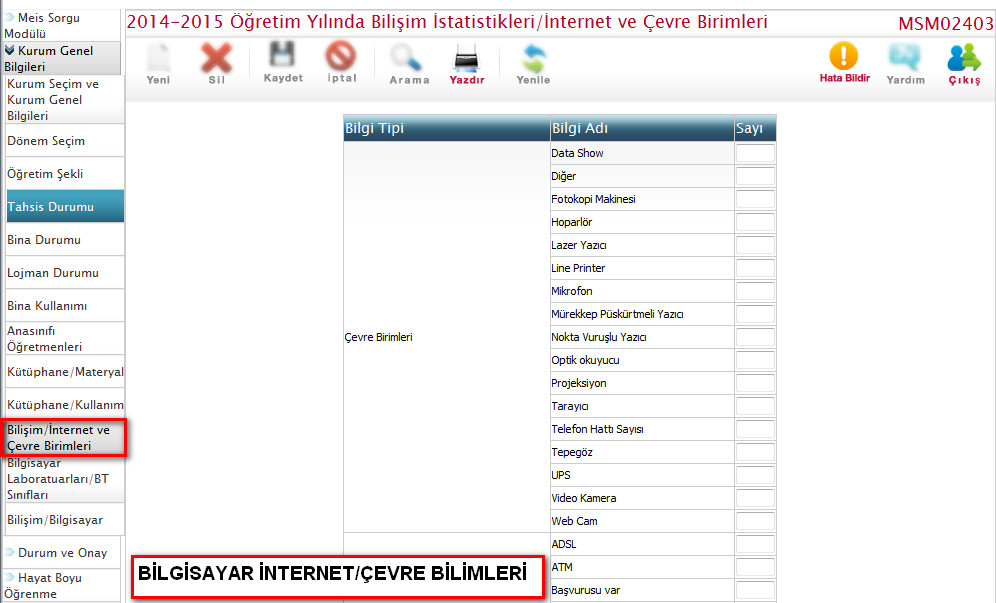 Meis Sorgu
Modülü
Kurum Genel
Bilgileri
Kurum Seçim ve
Kurum Genel
Bilgileri
Dönem Seçim
Öğretim Şekli
Tahsis Durumu
Bina Durumu
Lojman Durumu
Bina Kullanımı
Anasınıfı
Öğretmenleri
Kütüphane/Materyal
Kütüphane/Kullanım
Bilişim/İnternet ve
Çevre Birimleri
Bilgisayar
Laboratuarları/BT
Sınıfları
Bilişim/Bilgisayar
Durum ve Onay
Hayat Boyu
Öğrenme
2014-2015 Öğretim Yılında Bilişim İstatistikleri/İnternet ve Çevre Birimleri
MSM02403
Yeni
Sil
Kaydet
İptal
Arama
Yazdır
Yenile
Hata Bildir
Yardım
Çıkış
Bilgi Tipi Bilgi Adı Sayı
Data Show
Diğer
Fotokopi Makinesi
Hoparlör
Lazer Yazıcı
Line Printer
Mikrofon
Mürekkep Püskürtmeli Yazıcı
Çevre Birimleri Nokta Vuruşlu Yazıcı
Optik okuyucu
Projeksiyon
Tarayıcı
Telefon Hattı Sayısı
Tepegöz
UPS
Video Kamera
Web Cam
ADSL
ATM
Başvurusu var
BİLGİSAYAR İNTERNET/ÇEVRE BİLİMLERİ